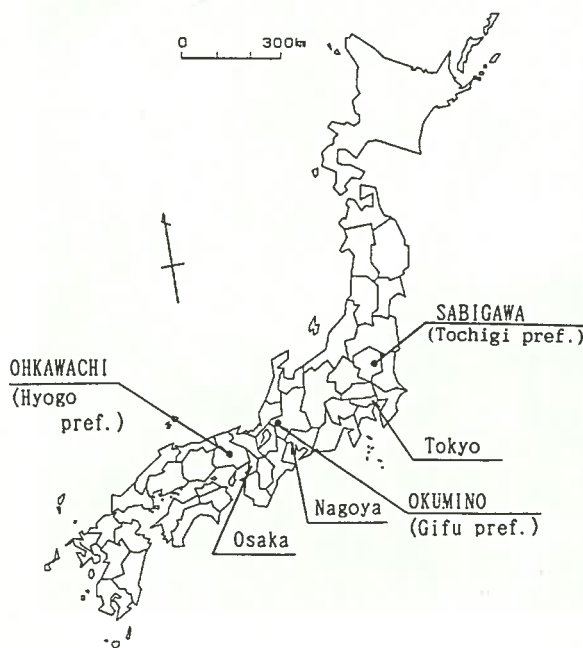 0 300km
SABIGAWA
(Tochigi pref.)
OHKAWACHI
(Hyogo
pref.)
Tokyo
Nagoya
OKUMINO
(Gifu pref.)
Osaka